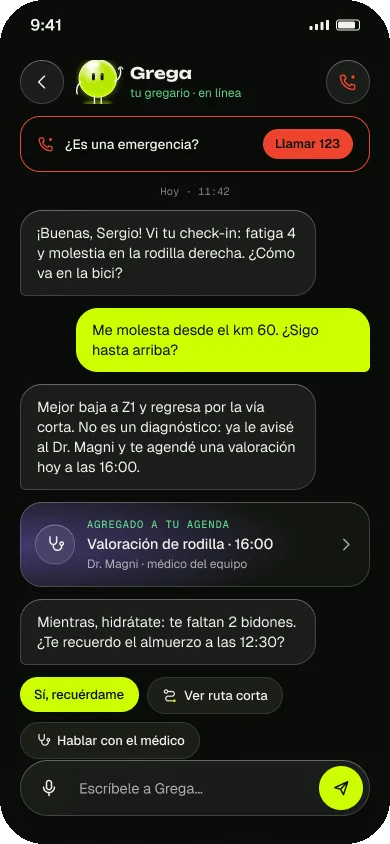 9:41
Grega
tu gregario · en línea
¿Es una emergencia?
Llamar 123
Hoy · 11:42
¡Buenas, Sergio! Vi tu check-in: fatiga 4
y molestia en la rodilla derecha. ¿Cómo
va en la bici?
Me molesta desde el km 60. ¿Sigo
hasta arriba?
Mejor baja a Z1 y regresa por la vía
corta. No es un diagnóstico: ya le avisé
al Dr. Magni y te agendé una valoración
hoy a las 16:00.
AGREGADO A TU AGENDA
Valoración de rodilla · 16:00
Dr. Magni · médico del equipo
Mientras, hidrátate: te faltan 2 bidones.
¿Te recuerdo el almuerzo a las 12:30?
Sí, recuérdame
Ver ruta corta
Hablar con el médico
Escríbele a Grega...